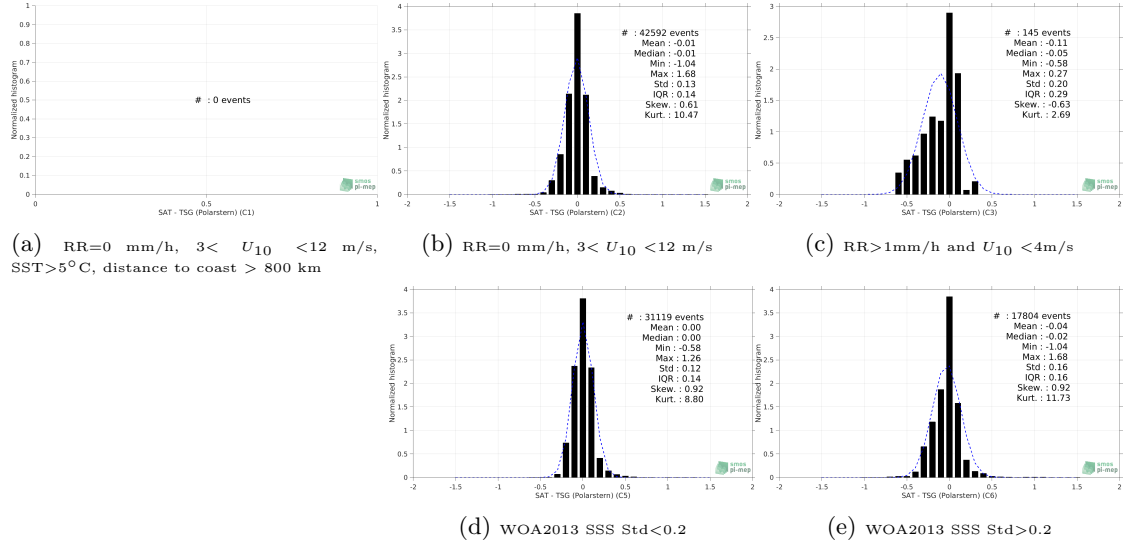 1
0.9
0.8
0.7
0.6
0.5
0.4
0.3
0.2
0.1
0
Normalized histogram
# : 0 events
smos
pi-mep
0 0.5 1
SAT - TSG (Polarstern) (C1)
(a) RR=0 mm/h, 3< U10 <12 m/s,
SST>5°C, distance to coast > 800 km
4
3.5
3
2.5
2
1.5
1
0.5
0
Normalized histogram
# : 42592 events
Mean : -0.01
Median : -0.01
Min : -1.04
Max : 1.68
Std : 0.13
IQR : 0.14
Skew. : 0.61
Kurt. : 10.47
smos
pi-mep
-2 -1.5 -1 -0.5 0 0.5 1 1.5 2
SAT - TSG (Polarstern) (C2)
(b) RR=0 mm/h, 3< U10 <12 m/s
3
2.5
2
1.5
1
0.5
0
Normalized histogram
# : 145 events
Mean : -0.11
Median : -0.05
Min : -0.58
Max : 0.27
Std : 0.20
IQR : 0.29
Skew. : -0.63
Kurt. : 2.69
smos
pi-mep
-2 -1.5 -1 -0.5 0 0.5 1 1.5 2
SAT - TSG (Polarstern) (C3)
(c) RR>1mm/h and U10 <4m/s
4
3.5
3
2.5
2
1.5
1
0.5
0
Normalized histogram
# : 31119 events
Mean : 0.00
Median : 0.00
Min : -0.58
Max : 1.26
Std : 0.12
IQR : 0.14
Skew. : 0.92
Kurt. : 8.80
smos
pi-mep
-2 -1.5 -1 -0.5 0 0.5 1 1.5 2
SAT - TSG (Polarstern) (C5)
(d) WOA2013 SSS Std<0.2
4
3.5
3
2.5
2
1.5
1
0.5
0
Normalized histogram
# : 17804 events
Mean : -0.04
Median : -0.02
Min : -1.04
Max : 1.68
Std : 0.16
IQR : 0.16
Skew. : 0.92
Kurt. : 11.73
smos
pi-mep
-2 -1.5 -1 -0.5 0 0.5 1 1.5 2
SAT - TSG (Polarstern) (C6)
(e) WOA2013 SSS Std>0.2